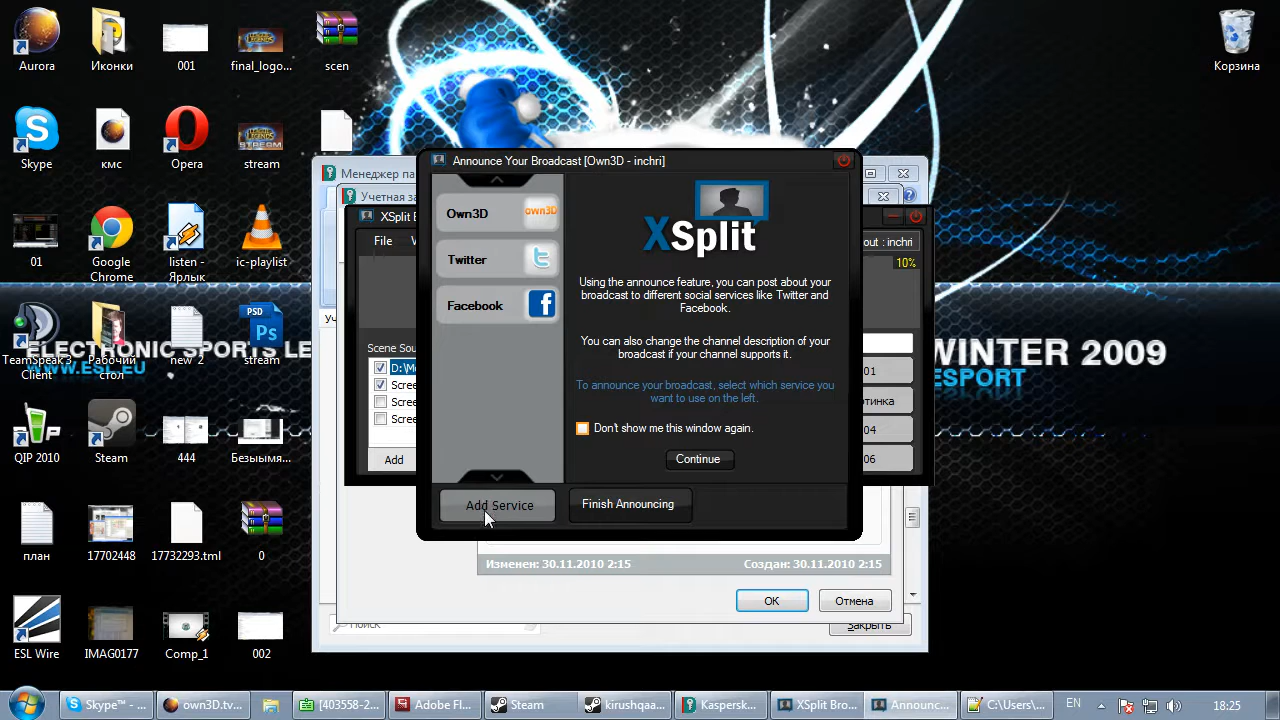 Aurora
Иконки
001
final_logo...
scen
Корзина
Skype
кмс
Opera
stream
01
Google Chrome
listen - Ярлык
ic-playlist
TeamSpeak 3 Client
Рабочий стол
new 2
PSD
Ps
stream
ELECTRONIC SPORTS LE
WWW.ESL.EU
WINTER 2009
ESPORT
QIP 2010
Steam
444
Безымя...
план
17702448
17732293.tml
0
ESL Wire
IMAG0177
Comp_1
002
Менеджер па
Учетная за
XSplit B
File
out : inchri
10%
Scene Sou
D:\Mo
Scree
Scree
Scree
Add
01
ртинка
04
06
Announce Your Broadcast [Own3D - inchri]
Own3D
own3D
Twitter
Facebook
XSplit
Using the announce feature, you can post about your
broadcast to different social services like Twitter and
Facebook.
You can also change the channel description of your
broadcast if your channel supports it.
To announce your broadcast, select which service you
want to use on the left.
Don't show me this window again.
Continue
Add Service
Finish Announcing
Изменен: 30.11.2010 2:15
Создан: 30.11.2010 2:15
OK
Отмена
Поиск
Закрыть
Skype™ - ...
own3D.tv...
[403558-2...
Adobe Fl...
Steam
kirushqaa...
Kaspersk...
XSplit Bro...
Announc...
C:\Users\...
EN
18:25